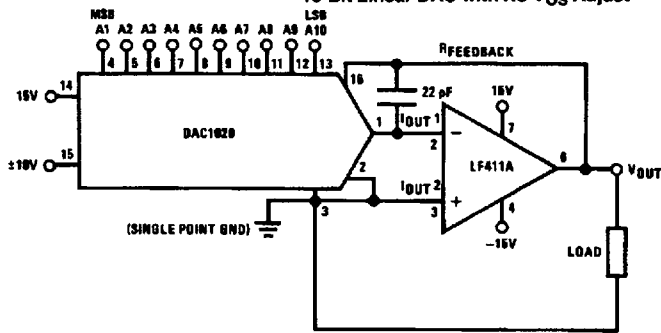 10-Bit Linear DAC with No VOS Adjust
MSB LSB
A1 A2 A3 A4 A5 A6 A7 A8 A9 A10
4 5 6 7 8 9 10 11 12 13
16
RFEEDBACK
15V 14
22 pF
15V
DAC1020
1
IOUT 1
2
7
LF411A
6
VOUT
±10V 15
2
IOUT 2
3
4
-15V
3
(SINGLE POINT GND)
LOAD